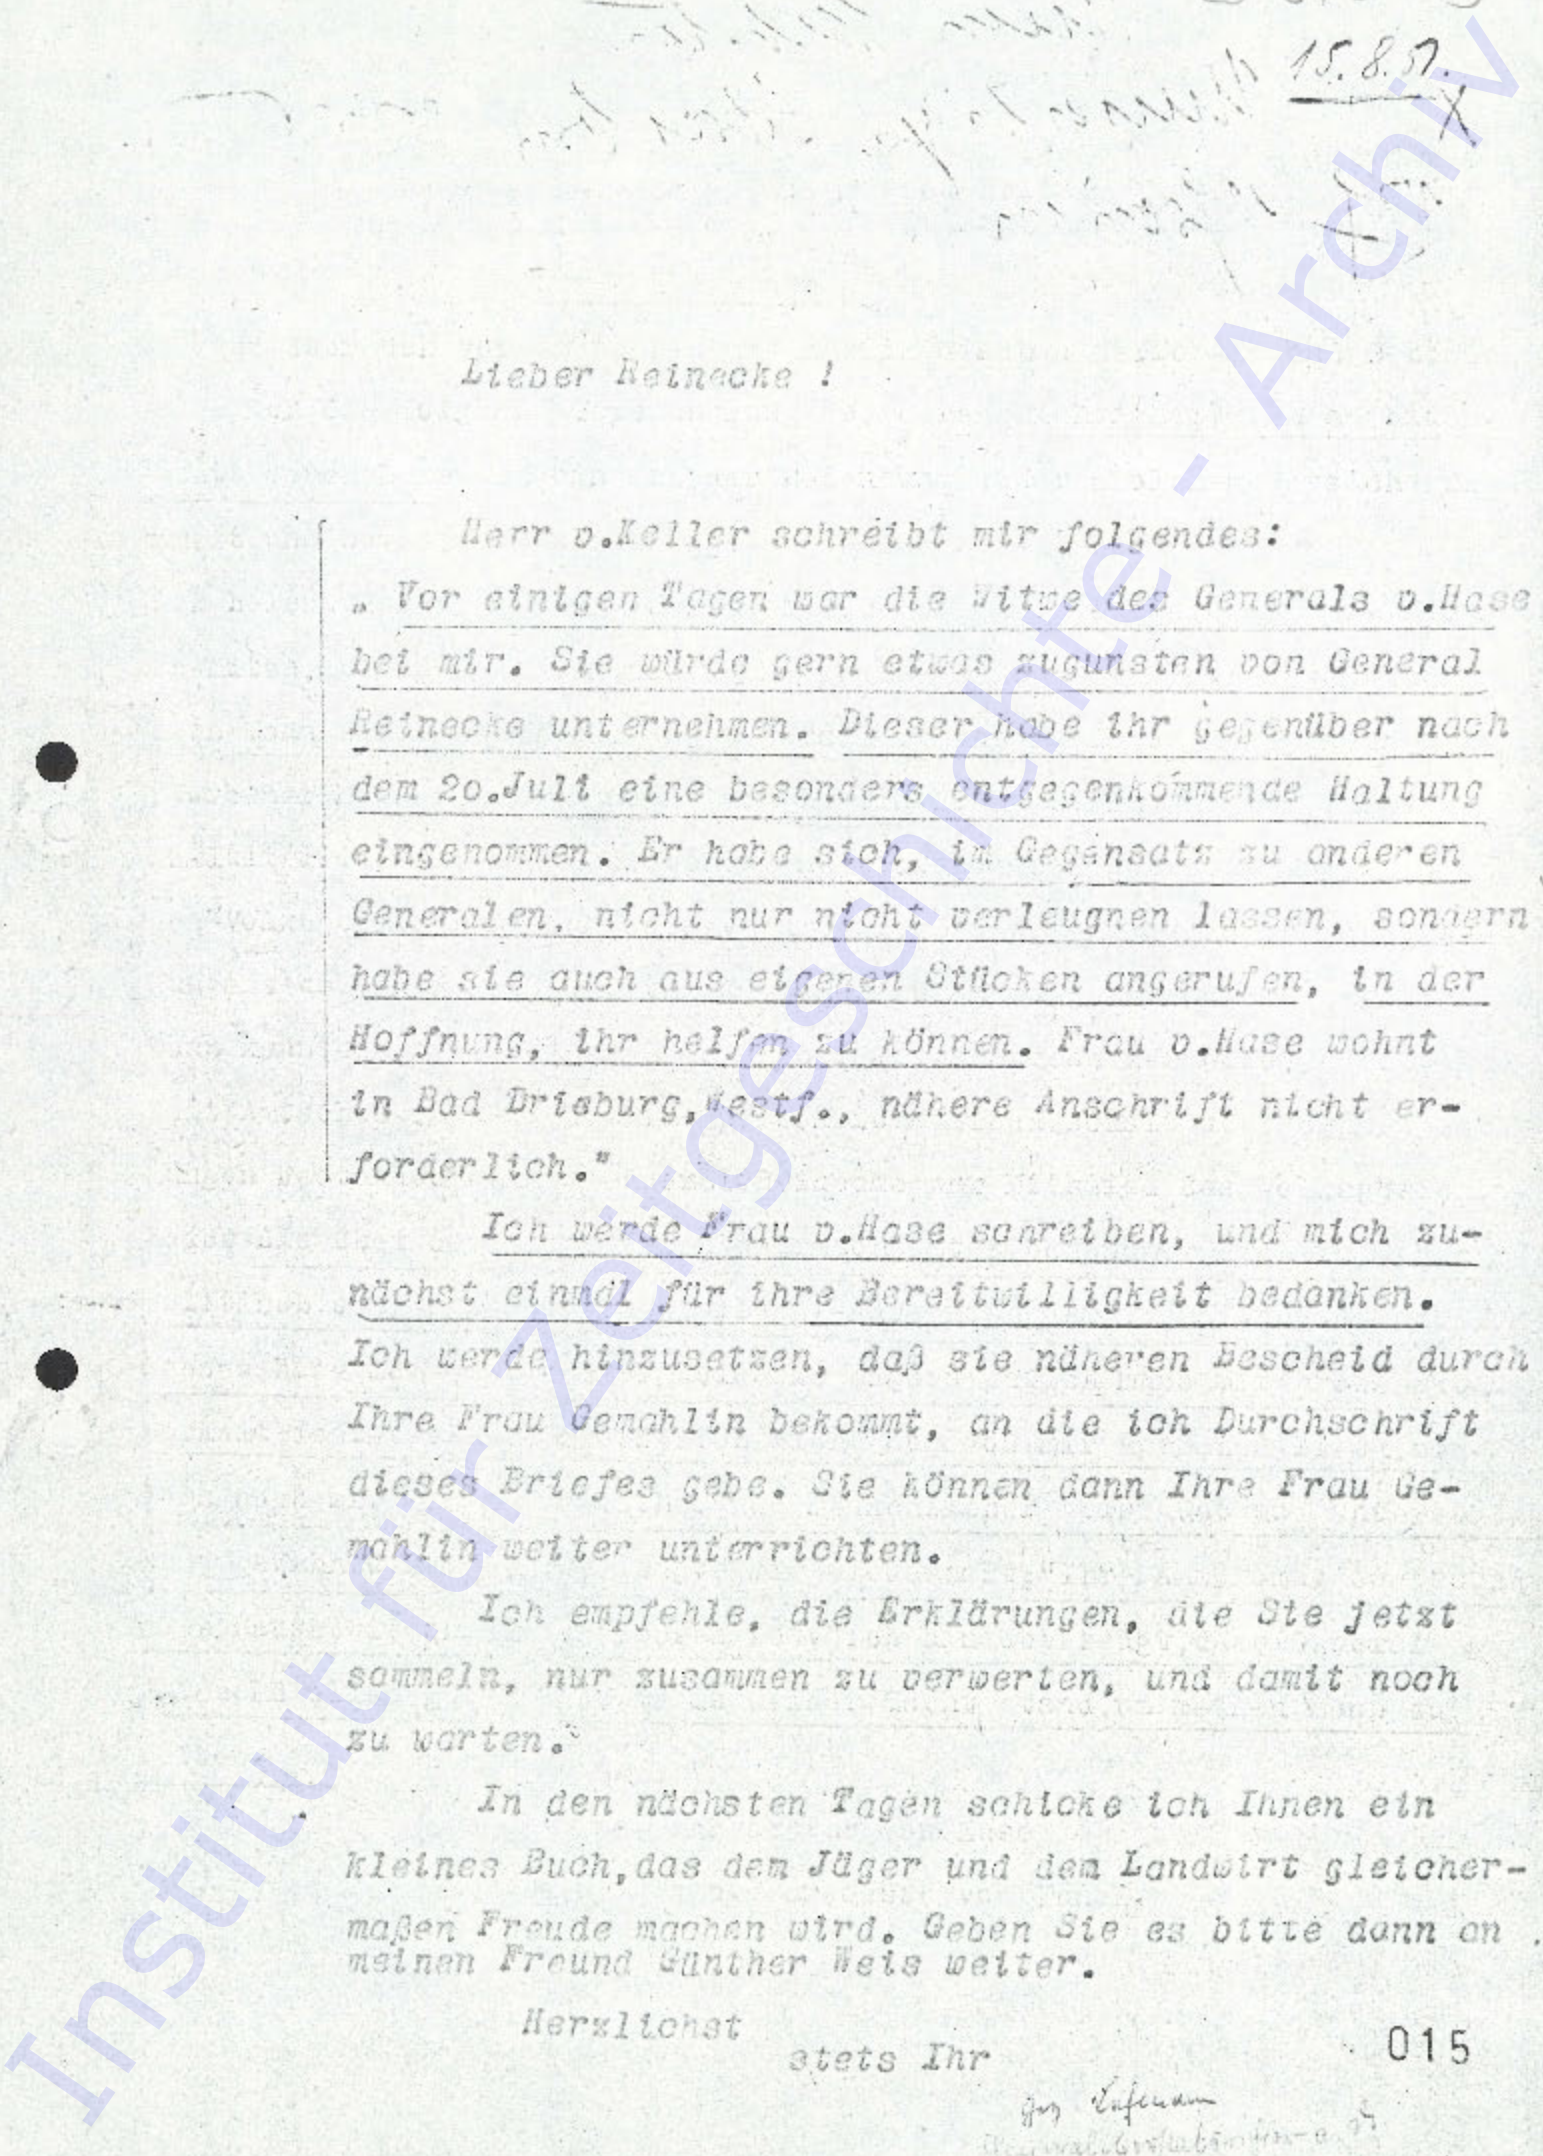 15.8.51.
Lieber Reinecke !
Herr v.Keller schreibt mir folgendes:
„ Vor einigen Tagen war die Witwe des Generals v.Hase
bei mir. Sie würde gern etwas zugunsten von General
Reinecke unternehmen. Dieser habe ihr gegenüber nach
dem 20.Juli eine besonders entgegenkommende Haltung
eingenommen. Er habe sich, im Gegensatz zu anderen
Generalen, nicht nur nicht verleugnen lassen, sondern
habe sie auch aus eigenen Stücken angerufen, in der
Hoffnung, ihr helfen zu können. Frau v.Hase wohnt
in Bad Driburg,Westf., nähere Anschrift nicht er-
forderlich."
Ich werde Frau v.Hase schreiben, und mich zu-
nächst einmal für ihre Bereitwilligkeit bedanken.
Ich werde hinzusetzen, daß sie näheren Bescheid durch
Ihre Frau Gemahlin bekommt, an die ich Durchschrift
dieses Briefes gebe. Sie können dann Ihre Frau Ge-
mahlin weiter unterrichten.
Ich empfehle, die Erklärungen, die Sie jetzt
sammeln, nur zusammen zu verwerten, und damit noch
zu warten.
In den nächsten Tagen schicke ich Ihnen ein
kleines Buch,das dem Jäger und dem Landwirt gleicher-
maßen Freude machen wird. Geben Sie es bitte dann an
meinen Freund Günther Weis weiter.
Herzlichst
stets Ihr
015
Institut für Zeitgeschichte - Archiv